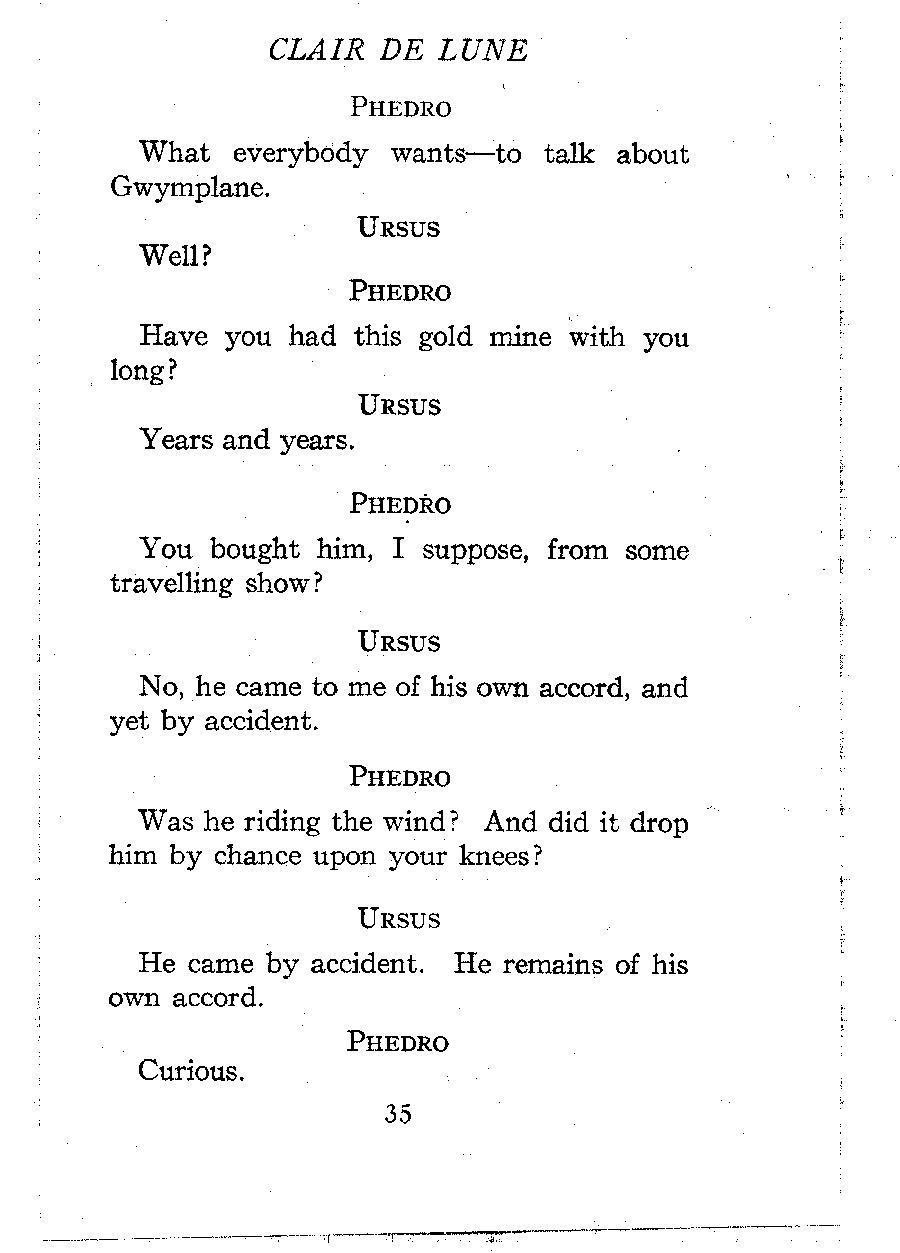 CLAIR DE LUNE
PHEDRO
What everybody wants—to talk about
Gwymplane.
URSUS
Well?
PHEDRO
Have you had this gold mine with you
long?
URSUS
Years and years.
PHEDRO
You bought him, I suppose, from some
travelling show?
URSUS
No, he came to me of his own accord, and
yet by accident.
PHEDRO
Was he riding the wind? And did it drop
him by chance upon your knees?
URSUS
He came by accident. He remains of his
own accord.
PHEDRO
Curious.
35